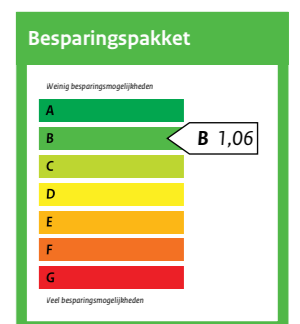 Besparingspakket
Weinig besparingsmogelijkheden
A
B
B 1,06
C
D
E
F
G
Veel besparingsmogelijkheden